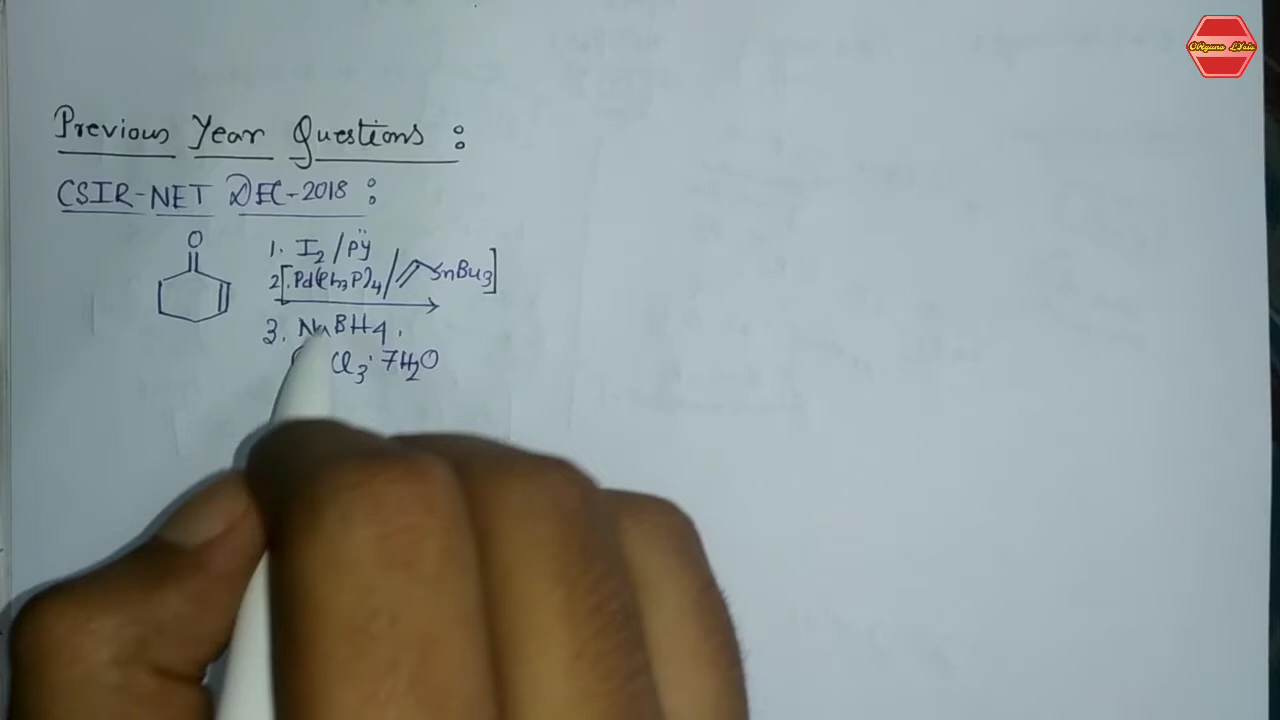 Previous Year Questions :
CSIR-NET DEC-2018 :
O
1. I2/py
2[.Pd(Ph3P)4/ SnBu3]
3. NaBH4,
Cl3·7H2O